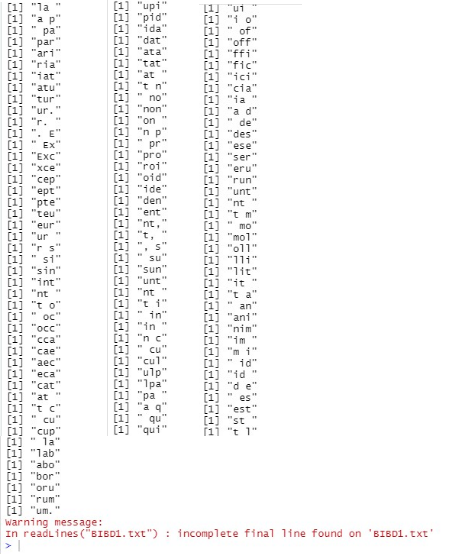 [1] "la "
[1] "a p"
[1] " pa"
[1] "par"
[1] "ari"
[1] "ria"
[1] "iat"
[1] "atu"
[1] "tur"
[1] "ur."
[1] "r. "
[1] ". E"
[1] " Ex"
[1] "Exc"
[1] "xce"
[1] "cep"
[1] "ept"
[1] "pte"
[1] "teu"
[1] "eur"
[1] "ur "
[1] "r s"
[1] " si"
[1] "sin"
[1] "int"
[1] "nt "
[1] "t o"
[1] " oc"
[1] "occ"
[1] "cca"
[1] "cae"
[1] "aec"
[1] "eca"
[1] "cat"
[1] "at "
[1] "t c"
[1] " cu"
[1] "cup"
[1] "upi"
[1] "pid"
[1] "ida"
[1] "dat"
[1] "ata"
[1] "tat"
[1] "at "
[1] "t n"
[1] " no"
[1] "non"
[1] "on "
[1] "n p"
[1] " pr"
[1] "pro"
[1] "roi"
[1] "oid"
[1] "ide"
[1] "den"
[1] "ent"
[1] "nt,"
[1] "t, "
[1] ", s"
[1] " su"
[1] "sun"
[1] "unt"
[1] "nt "
[1] "t i"
[1] " in"
[1] "in "
[1] "n c"
[1] " cu"
[1] "cul"
[1] "ulp"
[1] "lpa"
[1] "pa "
[1] "a q"
[1] " qu"
[1] "qui"
[1] "ui "
[1] "i o"
[1] " of"
[1] "off"
[1] "ffi"
[1] "fic"
[1] "ici"
[1] "cia"
[1] "ia "
[1] "a d"
[1] " de"
[1] "des"
[1] "ese"
[1] "ser"
[1] "eru"
[1] "run"
[1] "unt"
[1] "nt "
[1] "t m"
[1] " mo"
[1] "mol"
[1] "oll"
[1] "lli"
[1] "lit"
[1] "it "
[1] "t a"
[1] " an"
[1] "ani"
[1] "nim"
[1] "im "
[1] "m i"
[1] " id"
[1] "id "
[1] "d e"
[1] " es"
[1] "est"
[1] "st "
[1] "t l"
[1] " la"
[1] "lab"
[1] "abo"
[1] "bor"
[1] "oru"
[1] "rum"
[1] "um."
Warning message:
In readLines("BIBD1.txt") : incomplete final line found on 'BIBD1.txt'
>